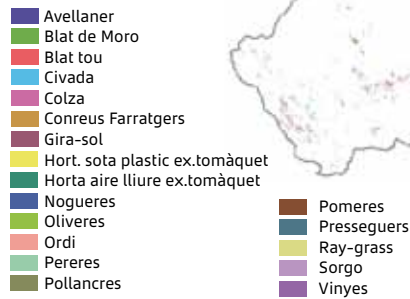 Avellaner
Blat de Moro
Blat tou
Civada
Colza
Conreus Farratgers
Gira-sol
Hort. sota plastic ex.tomàquet
Horta aire lliure ex.tomàquet
Nogueres
Oliveres
Ordi
Pereres
Pollancres
Pomeres
Presseguers
Ray-grass
Sorgo
Vinyes